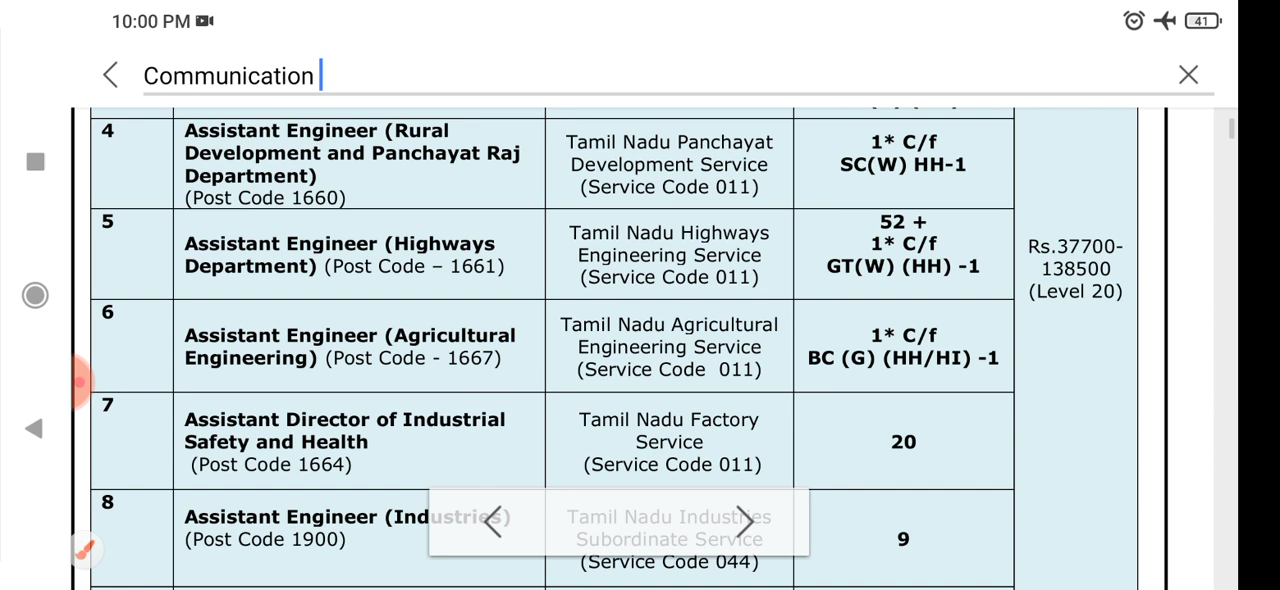 10:00 PM
41
Communication
4
Assistant Engineer (Rural
Development and Panchayat Raj
Department)
(Post Code 1660)
Tamil Nadu Panchayat
Development Service
(Service Code 011)
1* C/f
SC(W) HH-1
5
Assistant Engineer (Highways
Department) (Post Code – 1661)
Tamil Nadu Highways
Engineering Service
(Service Code 011)
52 +
1* C/f
GT(W) (HH) -1
Rs.37700-
138500
(Level 20)
6
Assistant Engineer (Agricultural
Engineering) (Post Code - 1667)
Tamil Nadu Agricultural
Engineering Service
(Service Code 011)
1* C/f
BC (G) (HH/HI) -1
7
Assistant Director of Industrial
Safety and Health
(Post Code 1664)
Tamil Nadu Factory
Service
(Service Code 011)
20
8
Assistant Engineer (Industries)
(Post Code 1900)
Tamil Nadu Industries
Subordinate Service
(Service Code 044)
9